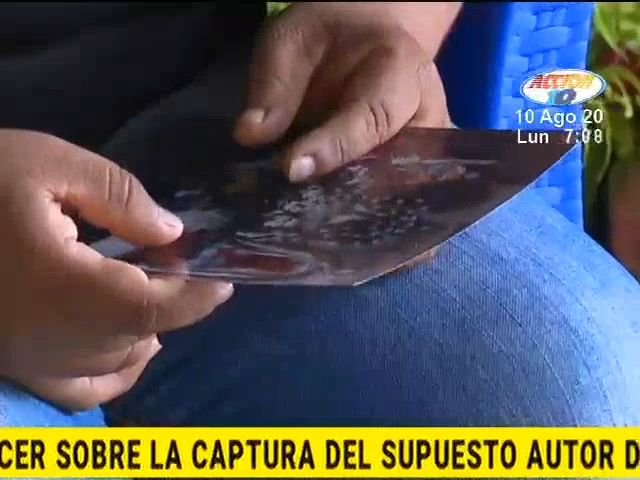 ACCION
10
10 Ago 20
Lun 7:08
CER SOBRE LA CAPTURA DEL SUPUESTO AUTOR D